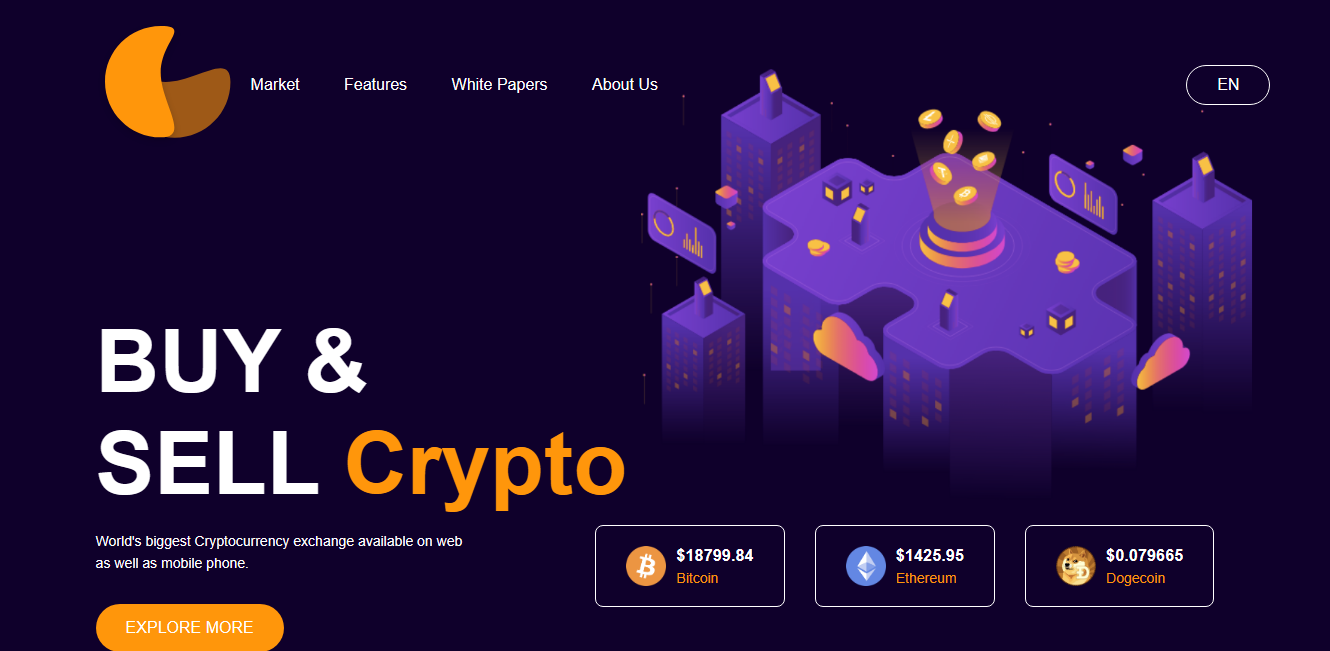 Market
Features
White Papers
About Us
EN
BUY &
SELL Crypto
World's biggest Cryptocurrency exchange available on web
as well as mobile phone.
EXPLORE MORE
$18799.84
Bitcoin
$1425.95
Ethereum
$0.079665
Dogecoin